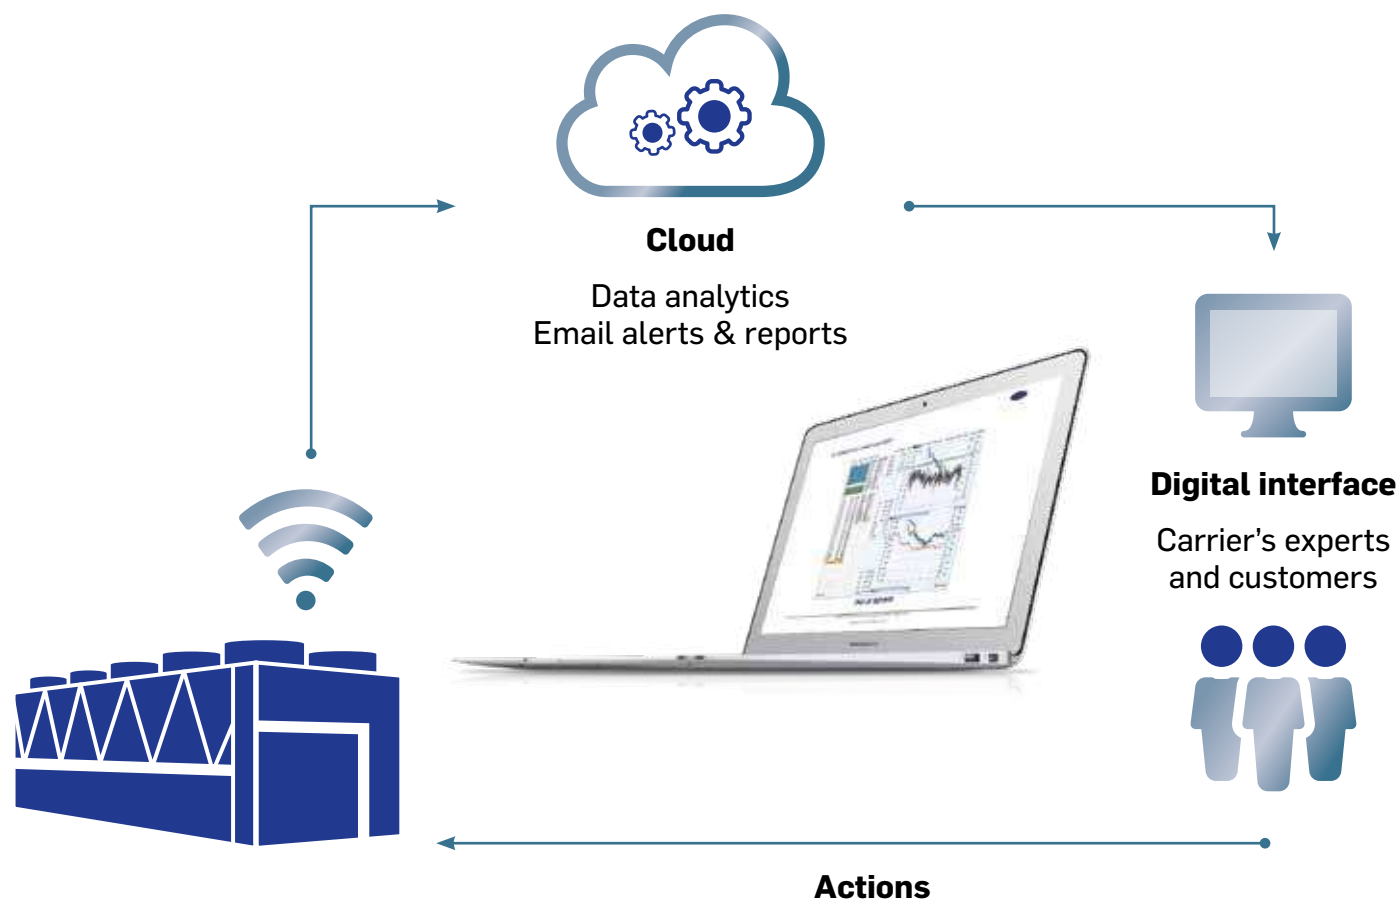 Cloud
Data analytics
Email alerts & reports
Digital interface
Carrier's experts
and customers
Actions